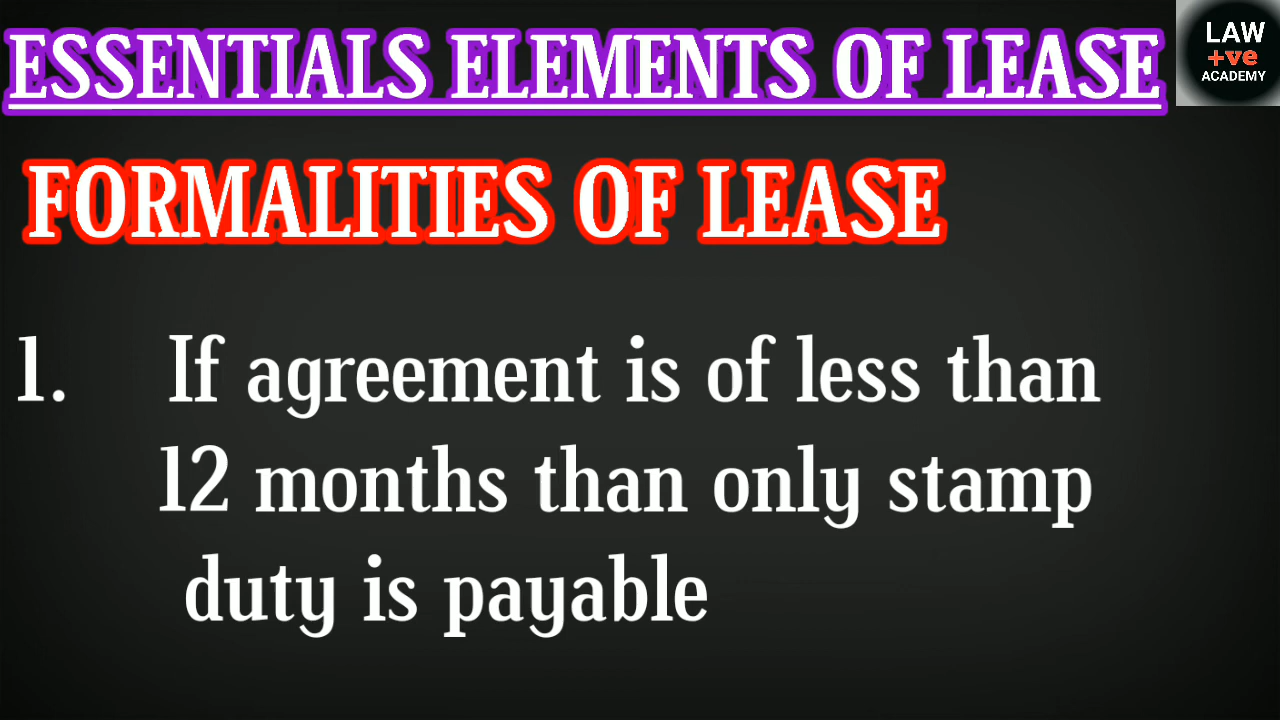 ESSENTIALS ELEMENTS OF LEASE
LAW
+ve
ACADEMY
FORMALITIES OF LEASE
1. If agreement is of less than
12 months than only stamp
duty is payable